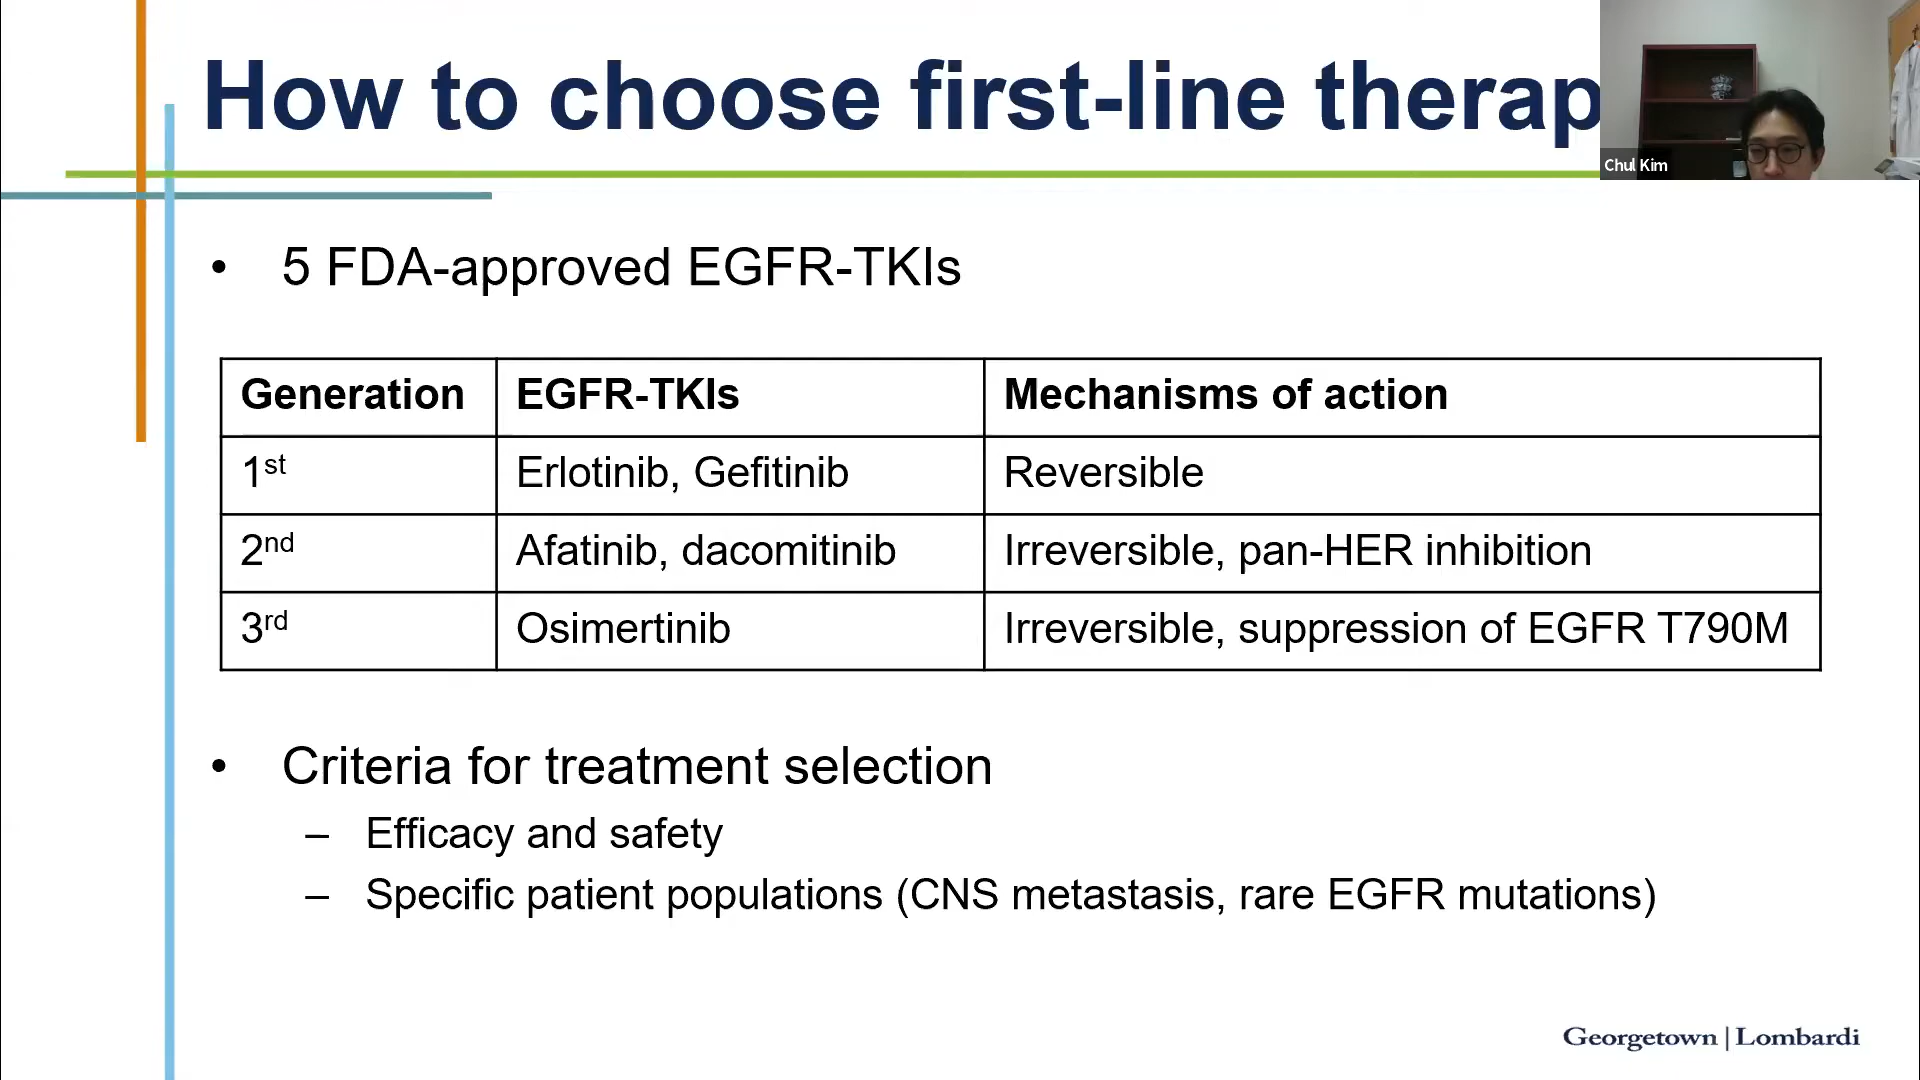 How to choose first-line therap
Chul Kim
• 5 FDA-approved EGFR-TKIs
Generation EGFR-TKIs Mechanisms of action
1st Erlotinib, Gefitinib Reversible
2nd Afatinib, dacomitinib Irreversible, pan-HER inhibition
3rd Osimertinib Irreversible, suppression of EGFR T790M
• Criteria for treatment selection
– Efficacy and safety
– Specific patient populations (CNS metastasis, rare EGFR mutations)
Georgetown | Lombardi